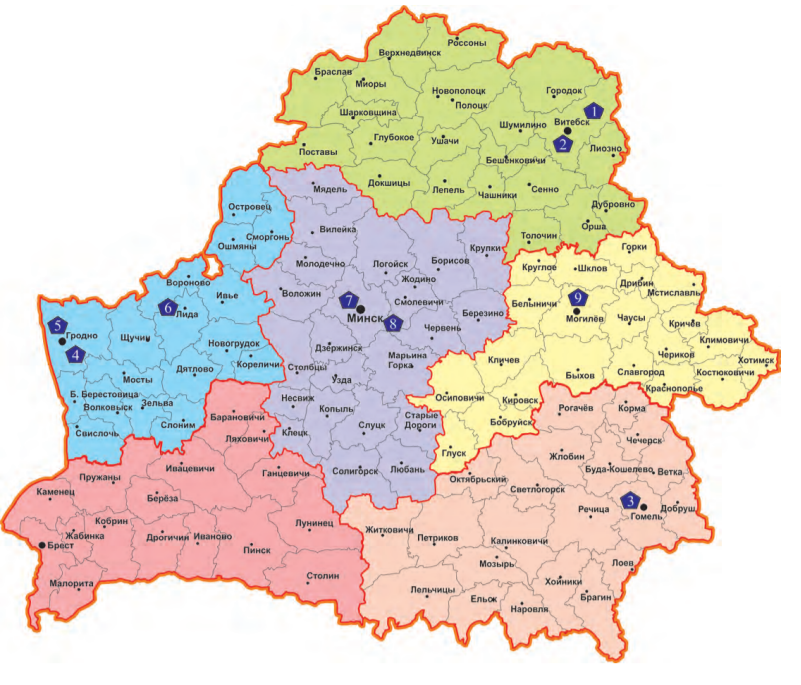 Россоны
Верхнедвинск
Браслав
Миоры
Новополоцк
Полоцк
Городок
1
Шарковщина
Шумилино
Витебск
Глубокое
Ушачи
2
Лиозно
Поставы
Бешенковичи
Докшицы
Лепель
Чашники
Сенно
Мядель
Дубровно
Островец
Орша
Вилейка
Толочин
Сморгонь
Ошмяны
Крупки
Горки
Молодечно
Логойск
Борисов
Круглое
Шклов
Вороново
Жодино
Дрибин
Мстиславль
Ивье
Воложин
7
Смолевичи
Белыничи
9
6
Лида
Минск
8
Березино
Могилёв
Чаусы
Кричев
5
Гродно
Щучин
Червень
Климовичи
4
Новогрудок
Дзержинск
Марьина
Горка
Чериков
Хотимск
Кореличи
Столбцы
Кличев
Мосты
Дятлово
Узда
Быхов
Славгород
Костюковичи
Краснополье
Б. Берестовица
Зельва
Волковыск
Несвиж
Осиповичи
Кировск
Копыль
Рогачёв
Корма
Барановичи
Старые
Дороги
Свислочь
Слоним
Клецк
Слуцк
Бобруйск
Ляховичи
Чечерск
Глуск
Жлобин
Ивацевичи
Ганцевичи
Солигорск
Любань
Буда-Кошелево
Ветка
Пружаны
Октябрьский
Светлогорск
Каменец
Берёза
3
Речица
Гомель
Добруш
Кобрин
Лунинец
Житковичи
Жабинка
Дрогичин
Иваново
Петриков
Калинковичи
Брест
Пинск
Мозырь
Лоев
Малорита
Столин
Хойники
Лельчицы
Ельск
Брагин
Наровля